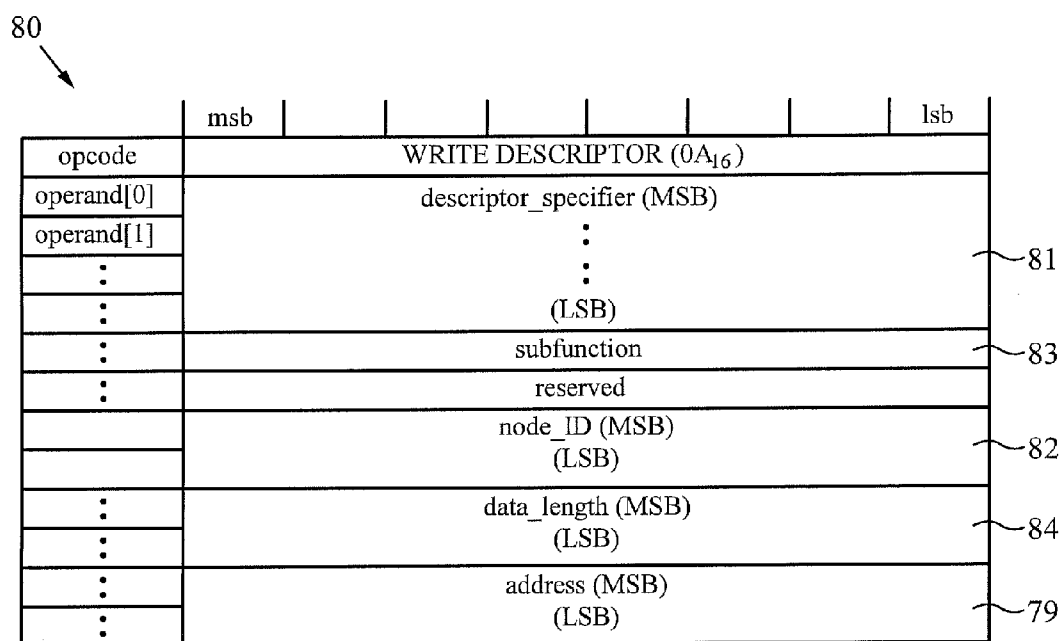 80
msb lsb
opcode WRITE DESCRIPTOR (0A16)
operand[0] descriptor_specifier (MSB)
operand[1]
81
(LSB)
subfunction 83
reserved
node_ID (MSB)
82
(LSB)
data_length (MSB)
84
(LSB)
address (MSB)
(LSB) 79